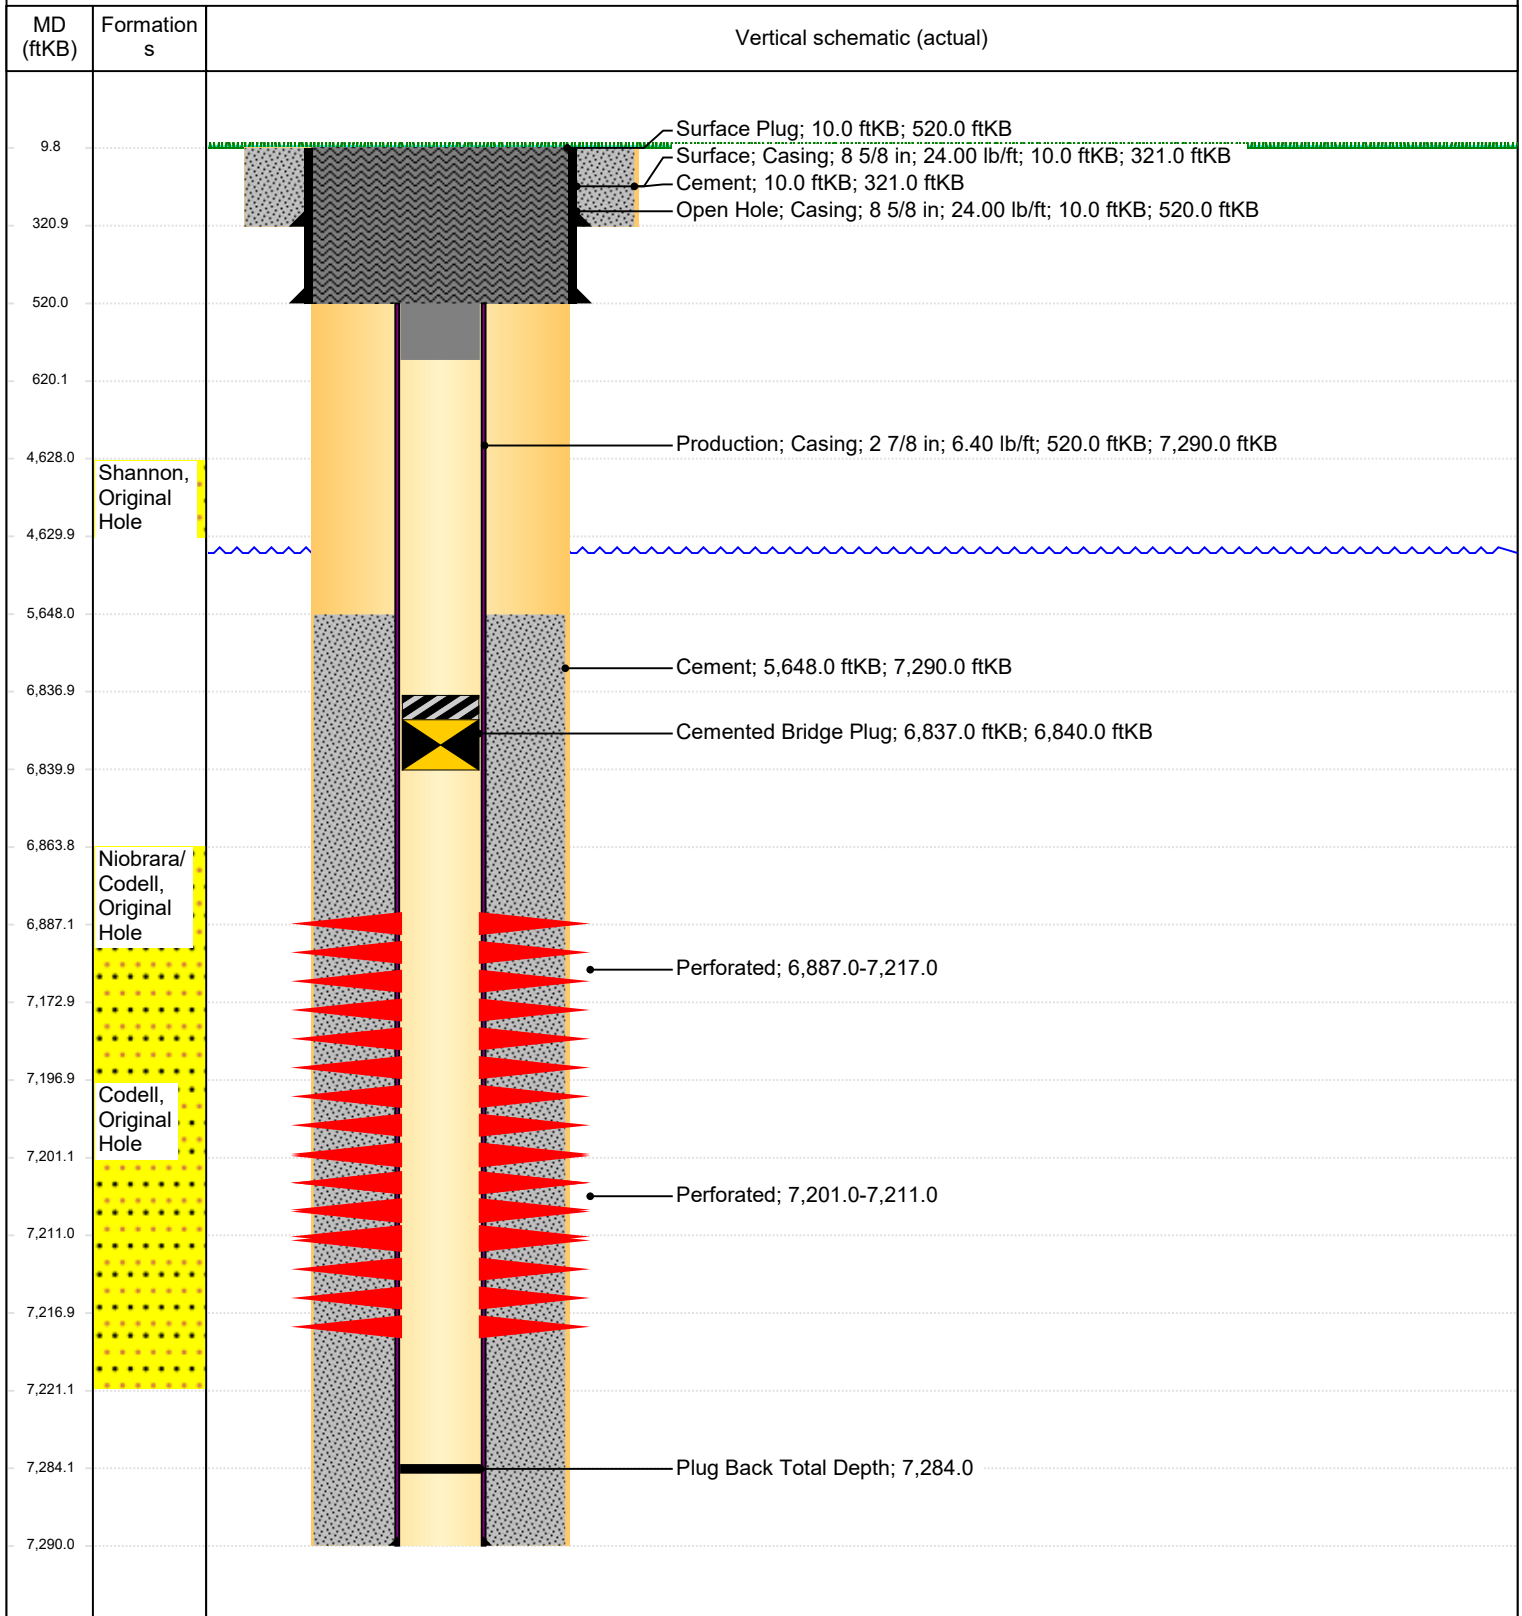 MD
(ftKB)
Formation
s
Vertical schematic (actual)
9.8
320.9
520.0
620.1
4,628.0
4,629.9
5,648.0
6,836.9
6,839.9
6,863.8
6,887.1
7,172.9
7,196.9
7,201.1
7,211.0
7,216.9
7,221.1
7,284.1
7,290.0
Shannon,
Original
Hole
Niobrara/
Codell,
Original
Hole
Codell,
Original
Hole
Surface Plug; 10.0 ftKB; 520.0 ftKB
Surface; Casing; 8 5/8 in; 24.00 lb/ft; 10.0 ftKB; 321.0 ftKB
Cement; 10.0 ftKB; 321.0 ftKB
Open Hole; Casing; 8 5/8 in; 24.00 lb/ft; 10.0 ftKB; 520.0 ftKB
Production; Casing; 2 7/8 in; 6.40 lb/ft; 520.0 ftKB; 7,290.0 ftKB
Cement; 5,648.0 ftKB; 7,290.0 ftKB
Cemented Bridge Plug; 6,837.0 ftKB; 6,840.0 ftKB
Perforated; 6,887.0-7,217.0
Perforated; 7,201.0-7,211.0
Plug Back Total Depth; 7,284.0